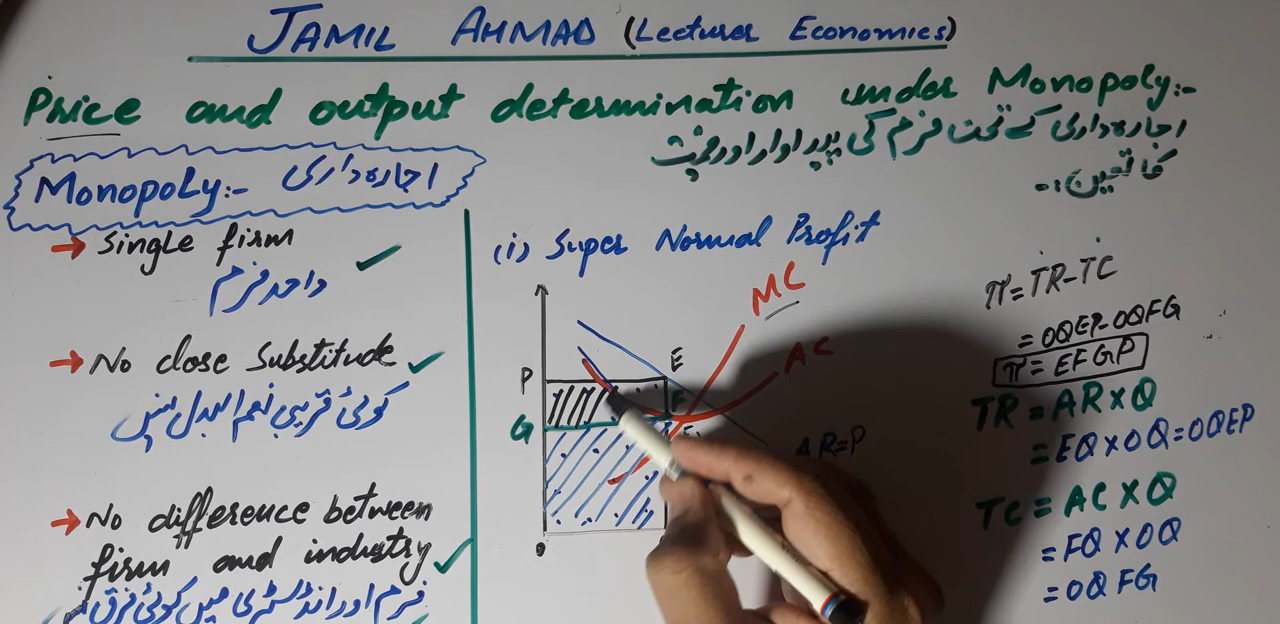 JAMIL AHMAD (Lecturer Economics)
Price and output determination under Monopoly:-
اجارہ داری کے تحت فرم کی پیداوار اور قیمت
کا تعین:-
Monopoly:- اجارہ داری
→ Single firm ✓
واحد فرم
→ No close Substitude ✓
کوئی قریبی نعم البدل نہیں
→ No difference between
firm and industry ✓
فرم اور انڈسٹری میں کوئی فرق
(i) Super Normal Profit
MC
AC
P
E
F
G
AR=P
0
π = TR-TC
= OQEP-OQFG
π = EFGP
TR = AR×Q
= EQ×OQ=OQEP
TC = AC×Q
= FQ×OQ
= OQFG